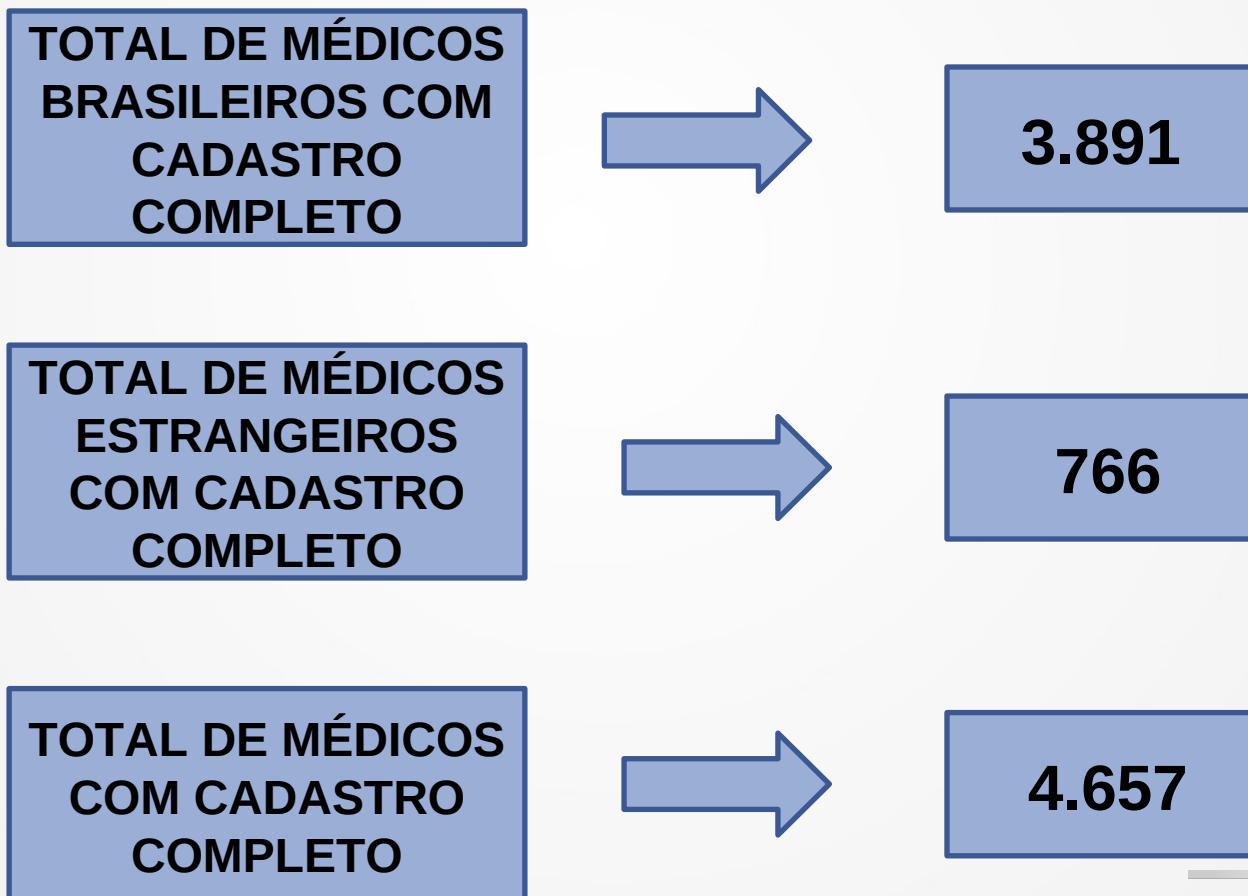 TOTAL DE MÉDICOS
BRASILEIROS COM
CADASTRO
COMPLETO
3.891
TOTAL DE MÉDICOS
ESTRANGEIROS
COM CADASTRO
COMPLETO
766
TOTAL DE MÉDICOS
COM CADASTRO
COMPLETO
4.657